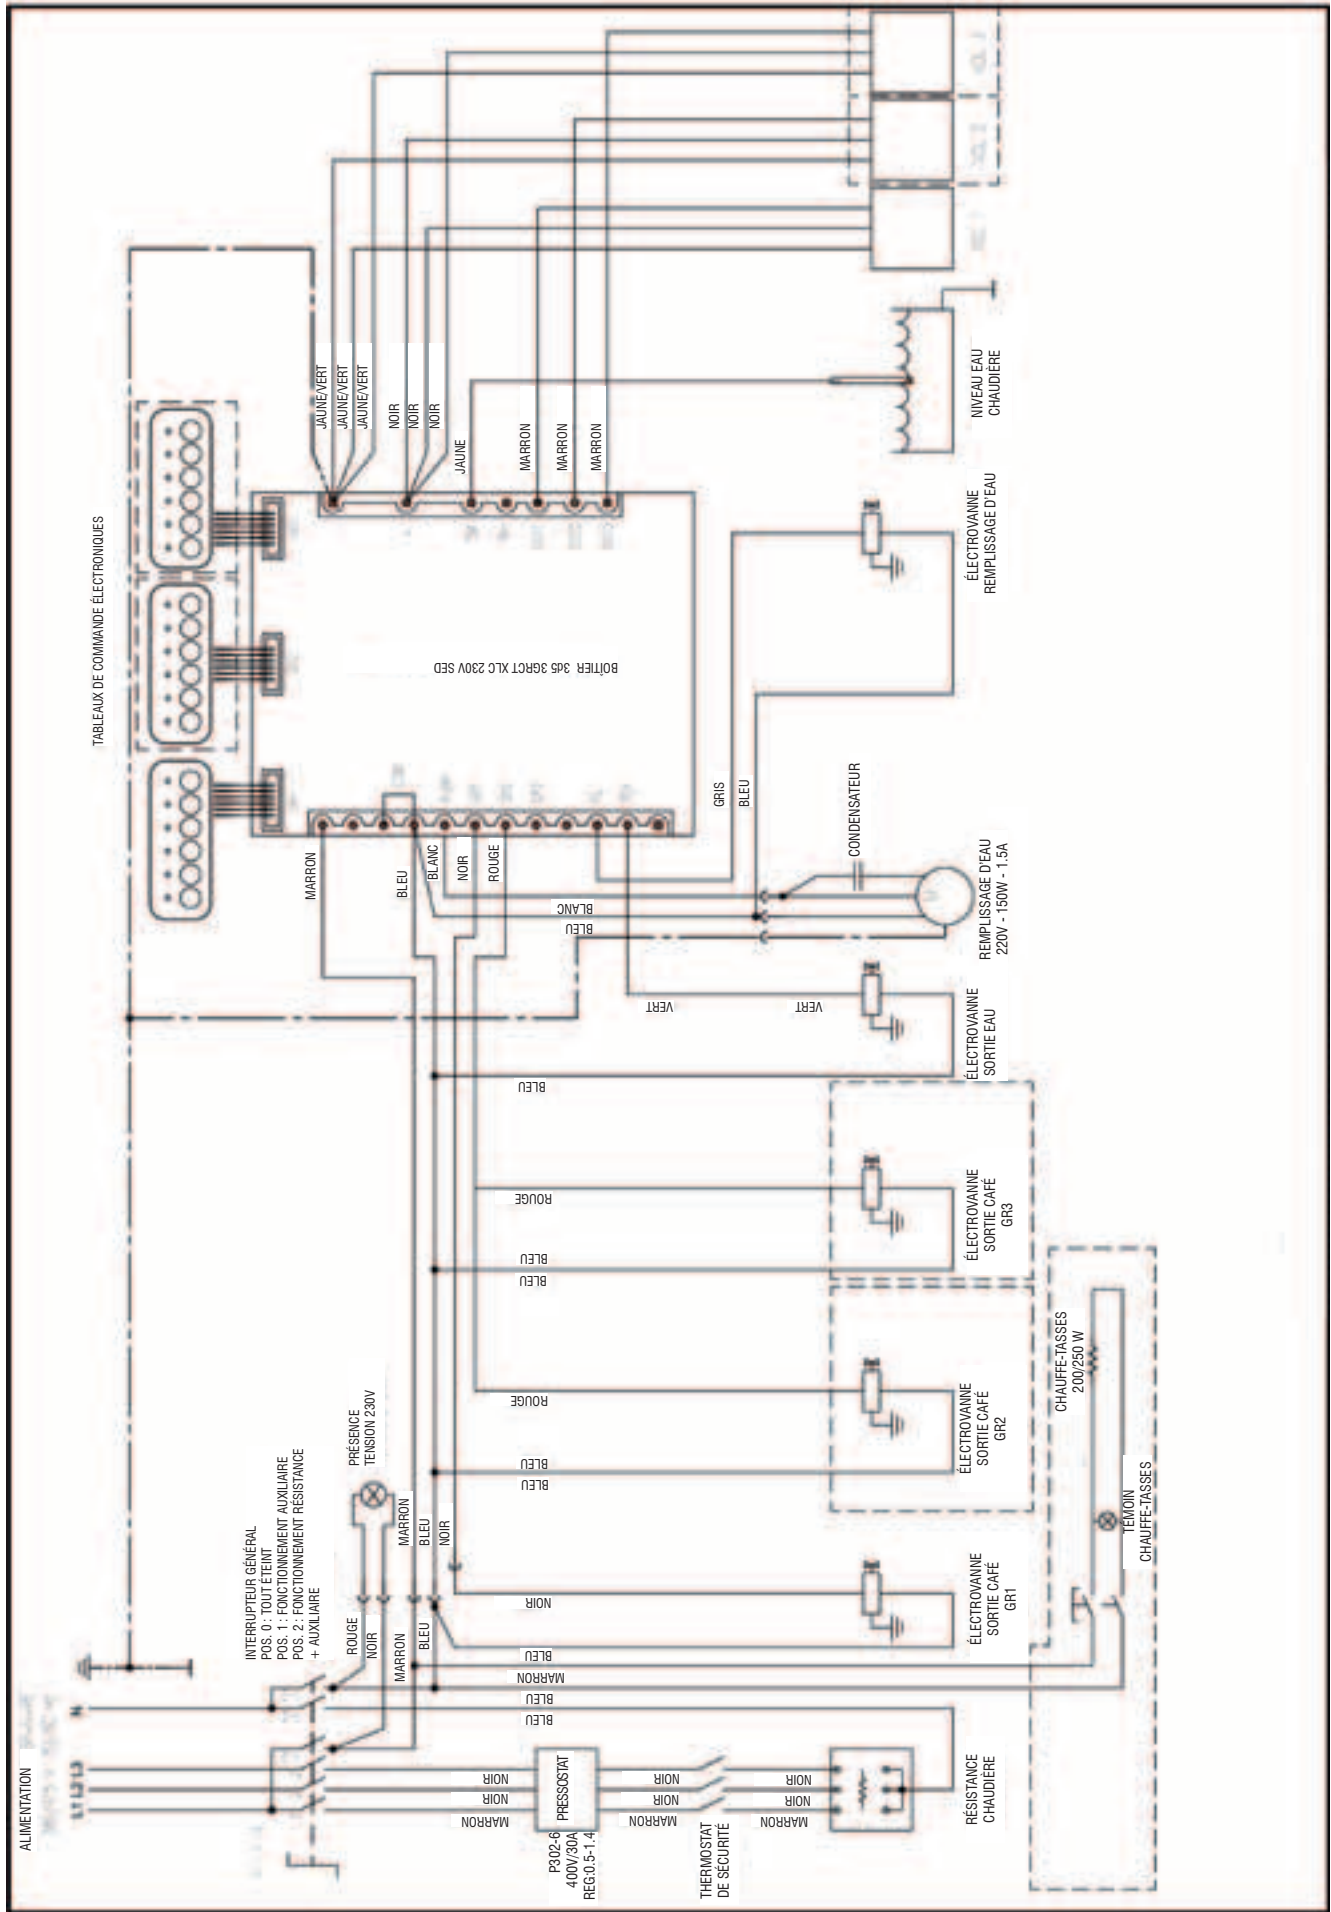 ALIMENTATION
L1 L2 L3
N
INTERRUPTEUR GÉNÉRAL
POS. 0 : TOUT ÉTEINT
POS. 1 : FONCTIONNEMENT AUXILIAIRE
POS. 2 : FONCTIONNEMENT RÉSISTANCE
+ AUXILIAIRE
PRÉSENCE
TENSION 230V
ROUGE
NOIR
MARRON
BLEU
MARRON
BLEU
NOIR
TABLEAUX DE COMMANDE ÉLECTRONIQUES
BOÎTIER 3d5 3GRCT XLC 230V SED
MARRON
BLEU
BLANC
NOIR
ROUGE
JAUNE/VERT
JAUNE/VERT
JAUNE/VERT
NOIR
NOIR
NOIR
JAUNE
MARRON
MARRON
MARRON
GRIS
BLEU
CONDENSATEUR
BLANC
BLEU
VERT
VERT
BLEU
ROUGE
BLEU
BLEU
ROUGE
BLEU
BLEU
NOIR
BLEU
MARRON
BLEU
BLEU
NOIR
NOIR
MARRON
P302-6
400V/30A
REG:0.5-1.4
PRESSOSTAT
NOIR
NOIR
MARRON
THERMOSTAT
DE SÉCURITÉ
NOIR
NOIR
MARRON
RÉSISTANCE
CHAUDIÈRE
ÉLECTROVANNE
SORTIE CAFÉ
GR1
ÉLECTROVANNE
SORTIE CAFÉ
GR2
ÉLECTROVANNE
SORTIE CAFÉ
GR3
ÉLECTROVANNE
SORTIE EAU
REMPLISSAGE D'EAU
220V - 150W - 1.5A
ÉLECTROVANNE
REMPLISSAGE D'EAU
NIVEAU EAU
CHAUDIÈRE
CHAUFFE-TASSES
200/250 W
TÉMOIN
CHAUFFE-TASSES